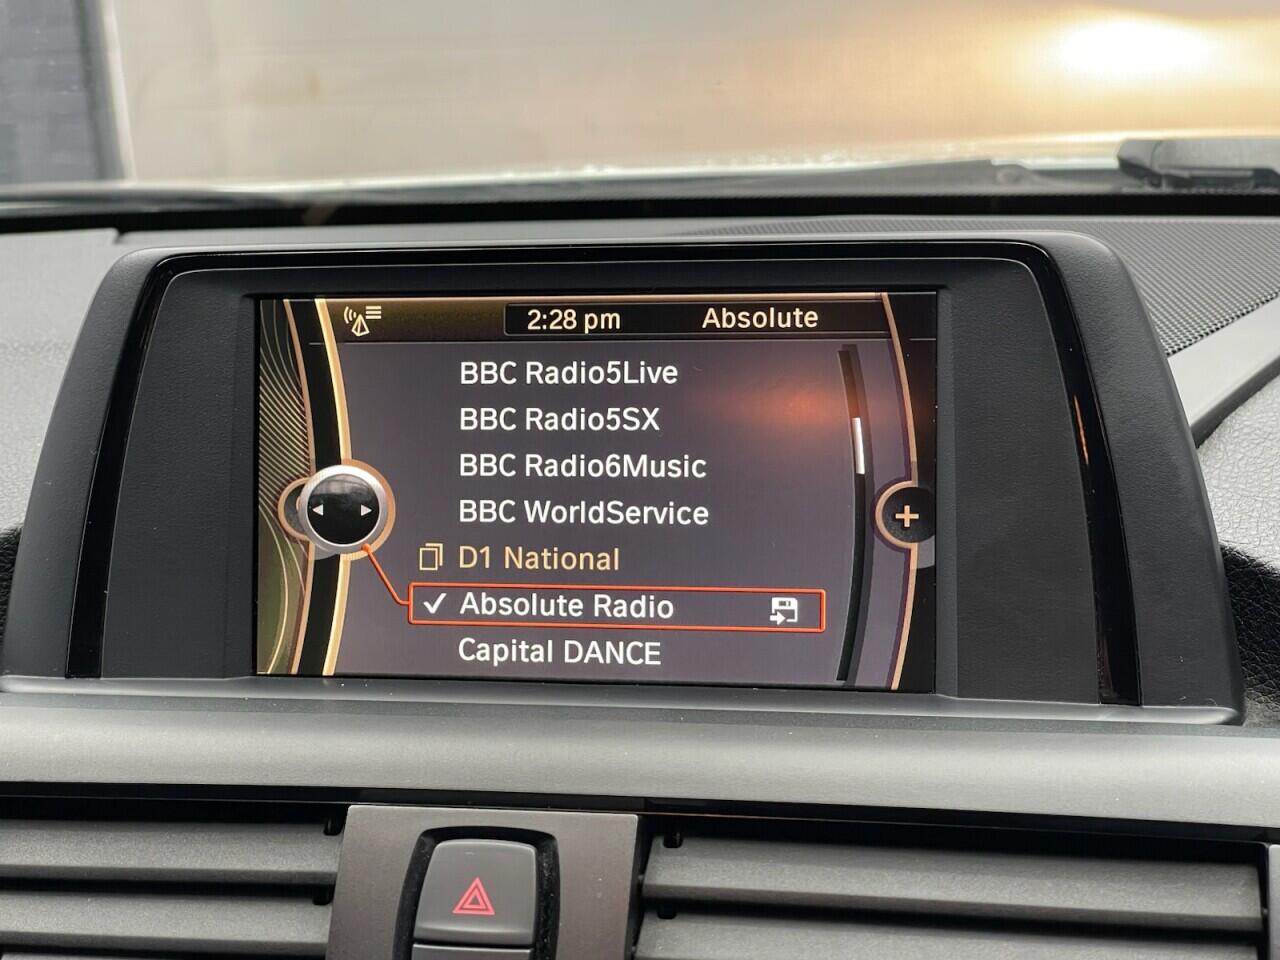 2:28 pm Absolute
BBC Radio5Live
BBC Radio5SX
BBC Radio6Music
BBC WorldService
D1 National
Absolute Radio
Capital DANCE